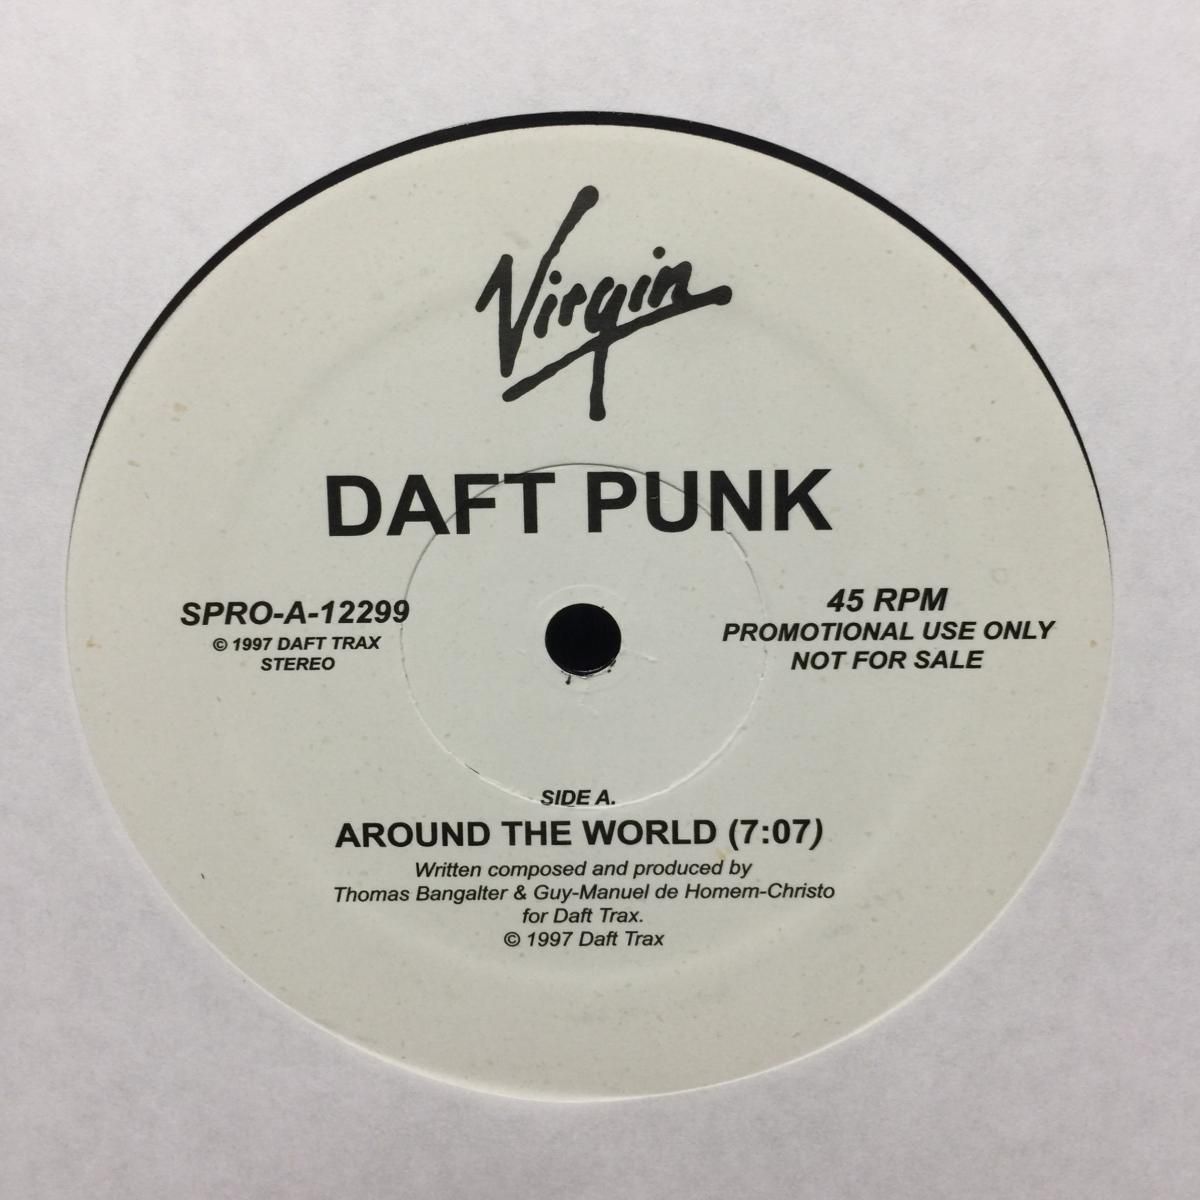 Virgin
DAFT PUNK
SPRO-A-12299
© 1997 DAFT TRAX
STEREO
45 RPM
PROMOTIONAL USE ONLY
NOT FOR SALE
SIDE A.
AROUND THE WORLD (7:07)
Written composed and produced by
Thomas Bangalter & Guy-Manuel de Homem-Christo
for Daft Trax.
© 1997 Daft Trax